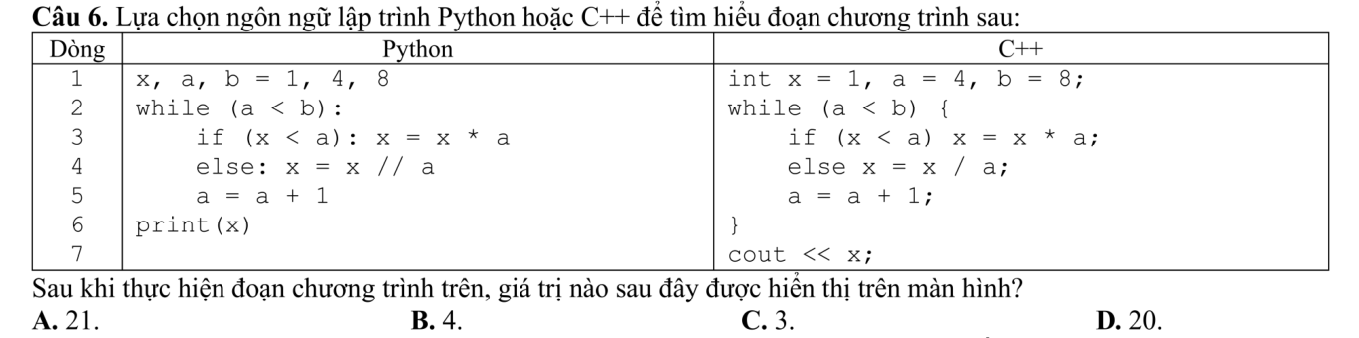 Câu 6. Lựa chọn ngôn ngữ lập trình Python hoặc C++ để tìm hiểu đoạn chương trình sau:
Dòng Python C++
1 x, a, b = 1, 4, 8 int x = 1, a = 4, b = 8;
2 while (a < b): while (a < b) {
3 if (x < a): x = x * a if (x < a) x = x * a;
4 else: x = x // a else x = x / a;
5 a = a + 1 a = a + 1;
6 print(x) }
7 cout << x;
Sau khi thực hiện đoạn chương trình trên, giá trị nào sau đây được hiển thị trên màn hình?
A. 21. B. 4. C. 3. D. 20.